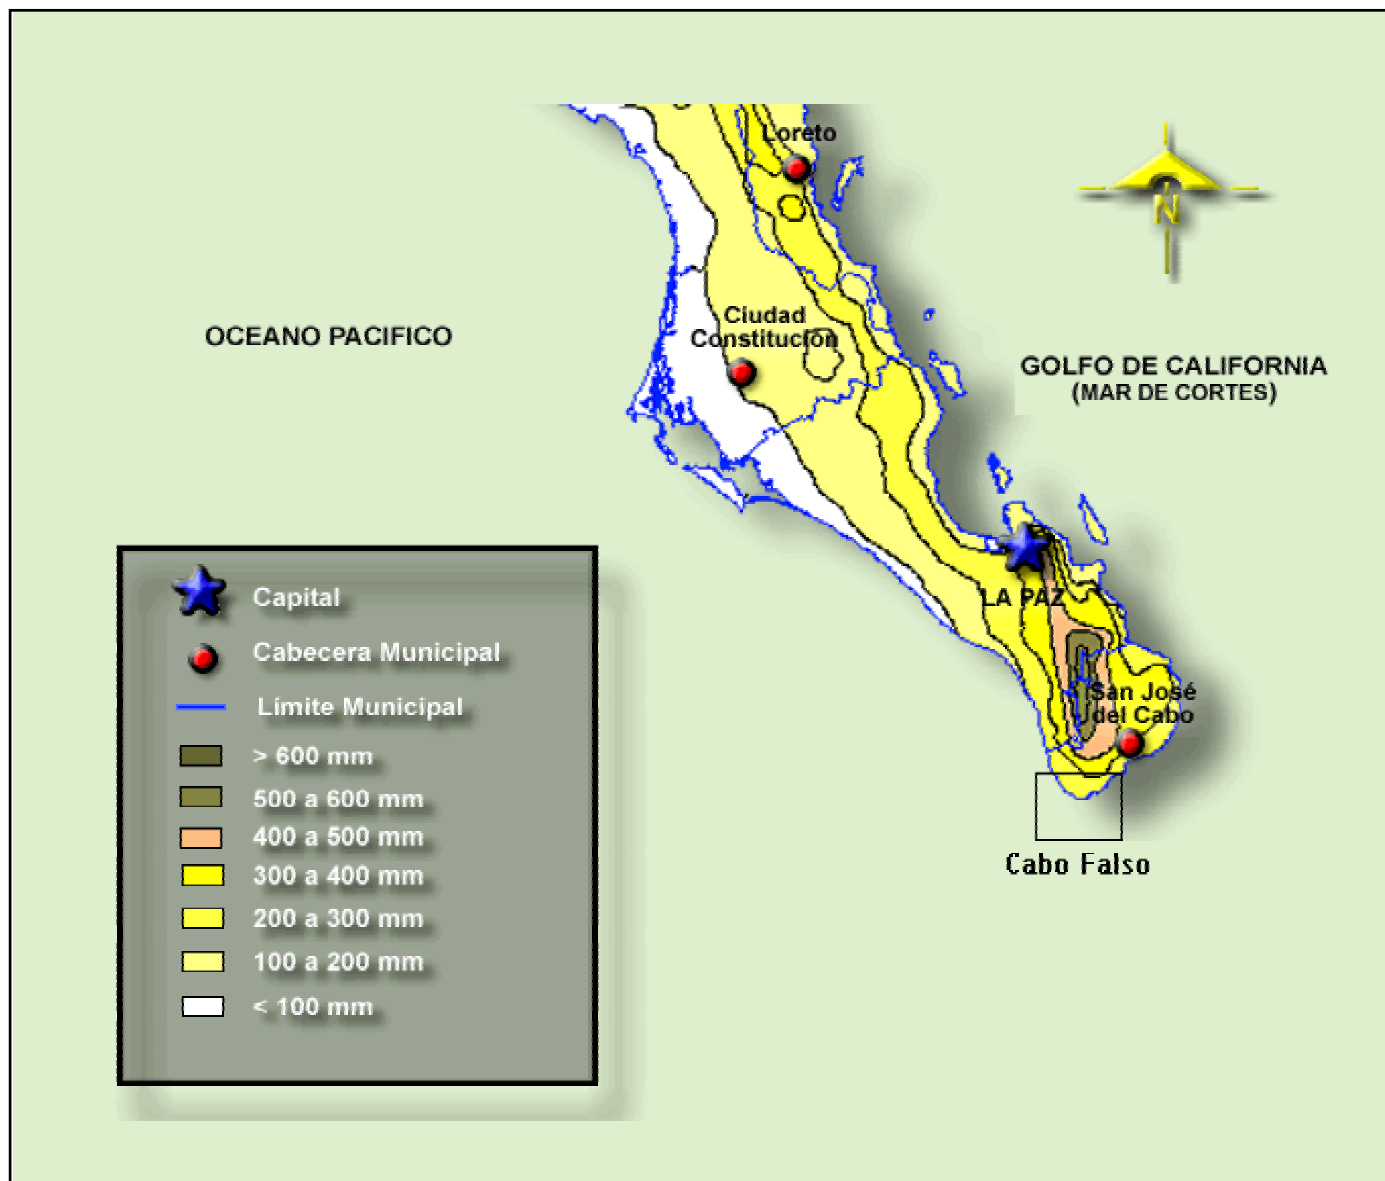 Loreto
N
Ciudad
Constitución
OCEANO PACIFICO
GOLFO DE CALIFORNIA
(MAR DE CORTES)
LA PAZ
San José
del Cabo
Cabo Falso
Capital
Cabecera Municipal
Límite Municipal
> 600 mm
500 a 600 mm
400 a 500 mm
300 a 400 mm
200 a 300 mm
100 a 200 mm
< 100 mm